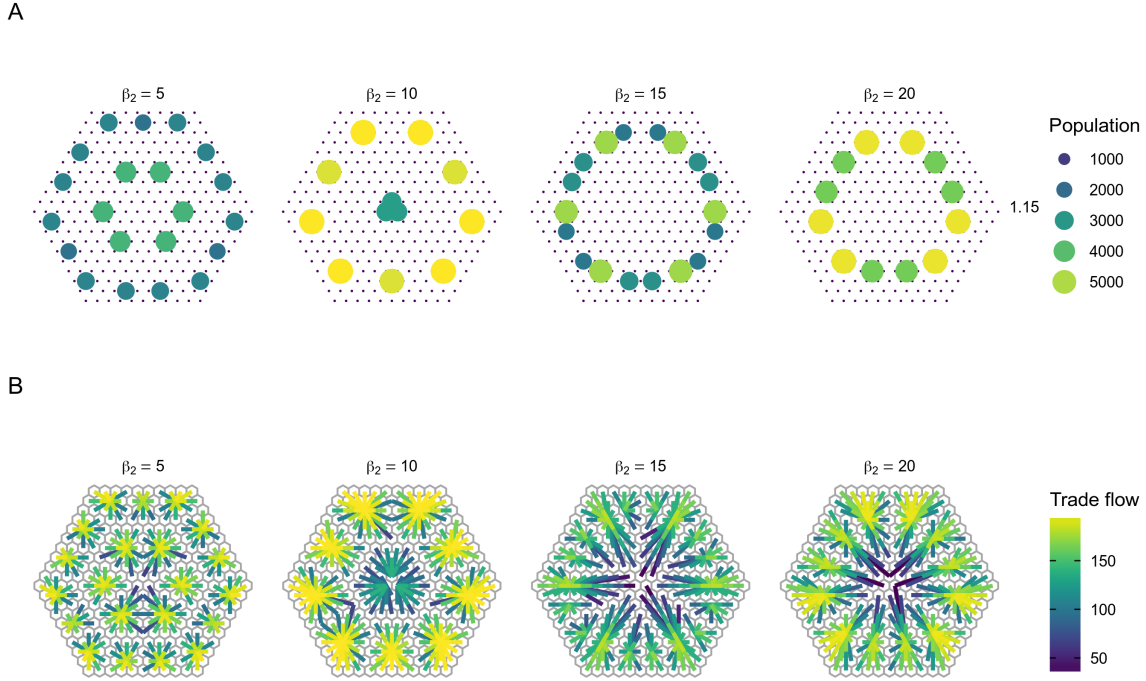 A
β₂ = 5
β₂ = 10
β₂ = 15
β₂ = 20
1.15
Population
1000
2000
3000
4000
5000
B
β₂ = 5
β₂ = 10
β₂ = 15
β₂ = 20
Trade flow
150
100
50